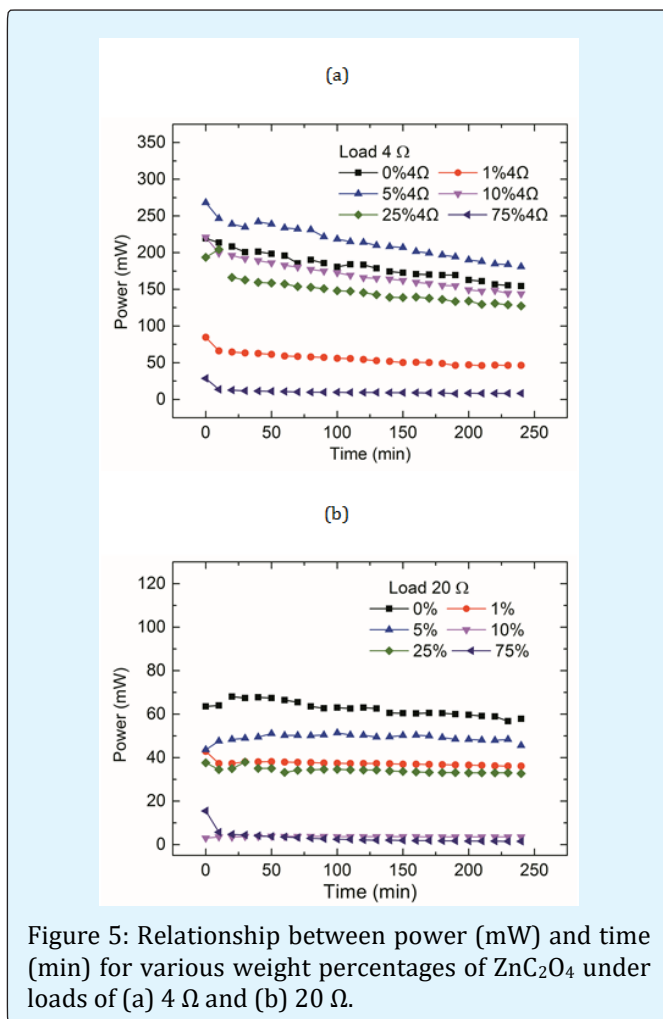 (a)
350
300
250
200
150
100
50
0
Power (mW)
Load 4 Ω
0%4Ω 1%4Ω
5%4Ω 10%4Ω
25%4Ω 75%4Ω
0 50 100 150 200 250
Time (min)
(b)
120
100
80
60
40
20
0
Power (mW)
Load 20 Ω
0% 1%
5% 10%
25% 75%
0 50 100 150 200 250
Time (min)
Figure 5: Relationship between power (mW) and time
(min) for various weight percentages of ZnC₂O₄ under
loads of (a) 4 Ω and (b) 20 Ω.